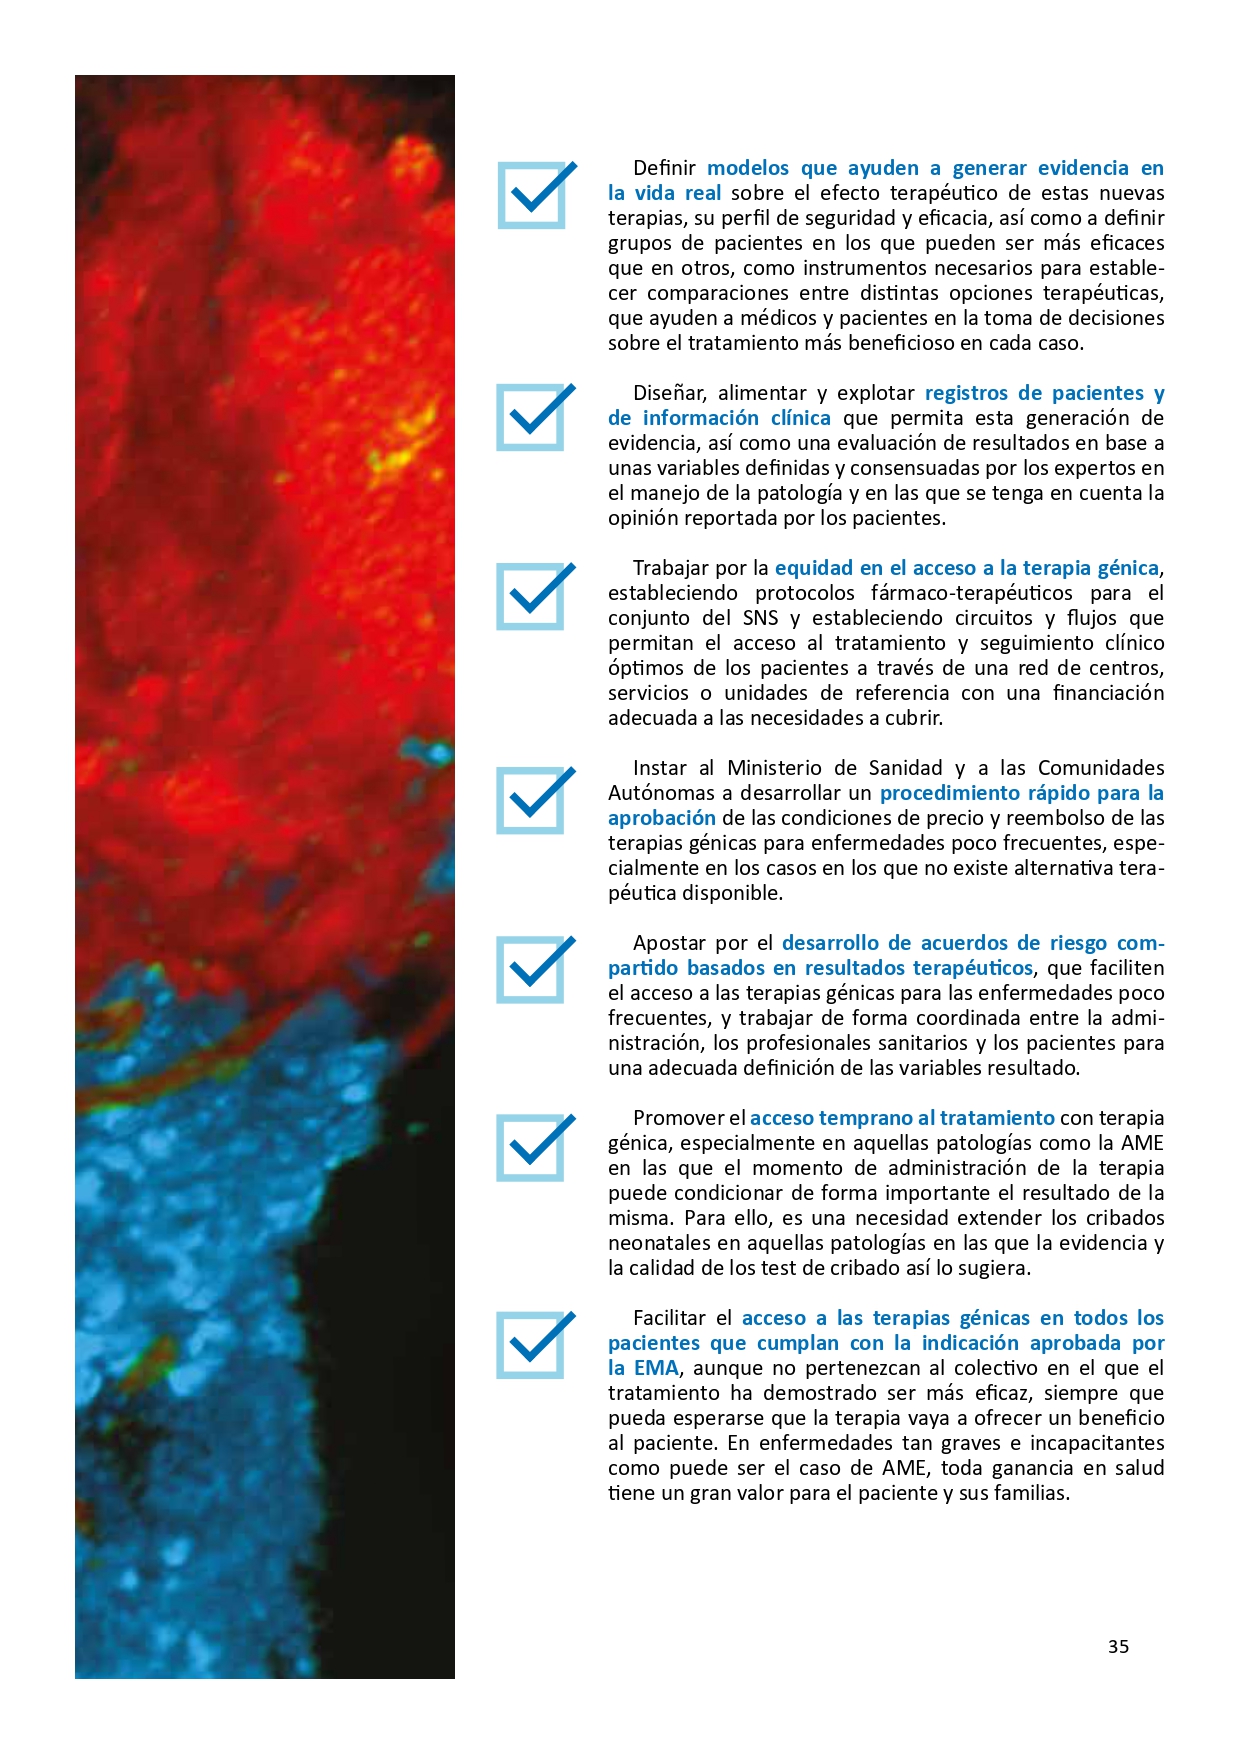 Definir modelos que ayuden a generar evidencia en
la vida real sobre el efecto terapéutico de estas nuevas
terapias, su perfil de seguridad y eficacia, así como a definir
grupos de pacientes en los que pueden ser más eficaces
que en otros, como instrumentos necesarios para estable-
cer comparaciones entre distintas opciones terapéuticas,
que ayuden a médicos y pacientes en la toma de decisiones
sobre el tratamiento más beneficioso en cada caso.
Diseñar, alimentar y explotar registros de pacientes y
de información clínica que permita esta generación de
evidencia, así como una evaluación de resultados en base a
unas variables definidas y consensuadas por los expertos en
el manejo de la patología y en las que se tenga en cuenta la
opinión reportada por los pacientes.
Trabajar por la equidad en el acceso a la terapia génica,
estableciendo protocolos fármaco-terapéuticos para el
conjunto del SNS y estableciendo circuitos y flujos que
permitan el acceso al tratamiento y seguimiento clínico
óptimos de los pacientes a través de una red de centros,
servicios o unidades de referencia con una financiación
adecuada a las necesidades a cubrir.
Instar al Ministerio de Sanidad y a las Comunidades
Autónomas a desarrollar un procedimiento rápido para la
aprobación de las condiciones de precio y reembolso de las
terapias génicas para enfermedades poco frecuentes, espe-
cialmente en los casos en los que no existe alternativa tera-
péutica disponible.
Apostar por el desarrollo de acuerdos de riesgo com-
partido basados en resultados terapéuticos, que faciliten
el acceso a las terapias génicas para las enfermedades poco
frecuentes, y trabajar de forma coordinada entre la admi-
nistración, los profesionales sanitarios y los pacientes para
una adecuada definición de las variables resultado.
Promover el acceso temprano al tratamiento con terapia
génica, especialmente en aquellas patologías como la AME
en las que el momento de administración de la terapia
puede condicionar de forma importante el resultado de la
misma. Para ello, es una necesidad extender los cribados
neonatales en aquellas patologías en las que la evidencia y
la calidad de los test de cribado así lo sugiera.
Facilitar el acceso a las terapias génicas en todos los
pacientes que cumplan con la indicación aprobada por
la EMA, aunque no pertenezcan al colectivo en el que el
tratamiento ha demostrado ser más eficaz, siempre que
pueda esperarse que la terapia vaya a ofrecer un beneficio
al paciente. En enfermedades tan graves e incapacitantes
como puede ser el caso de AME, toda ganancia en salud
tiene un gran valor para el paciente y sus familias.
35